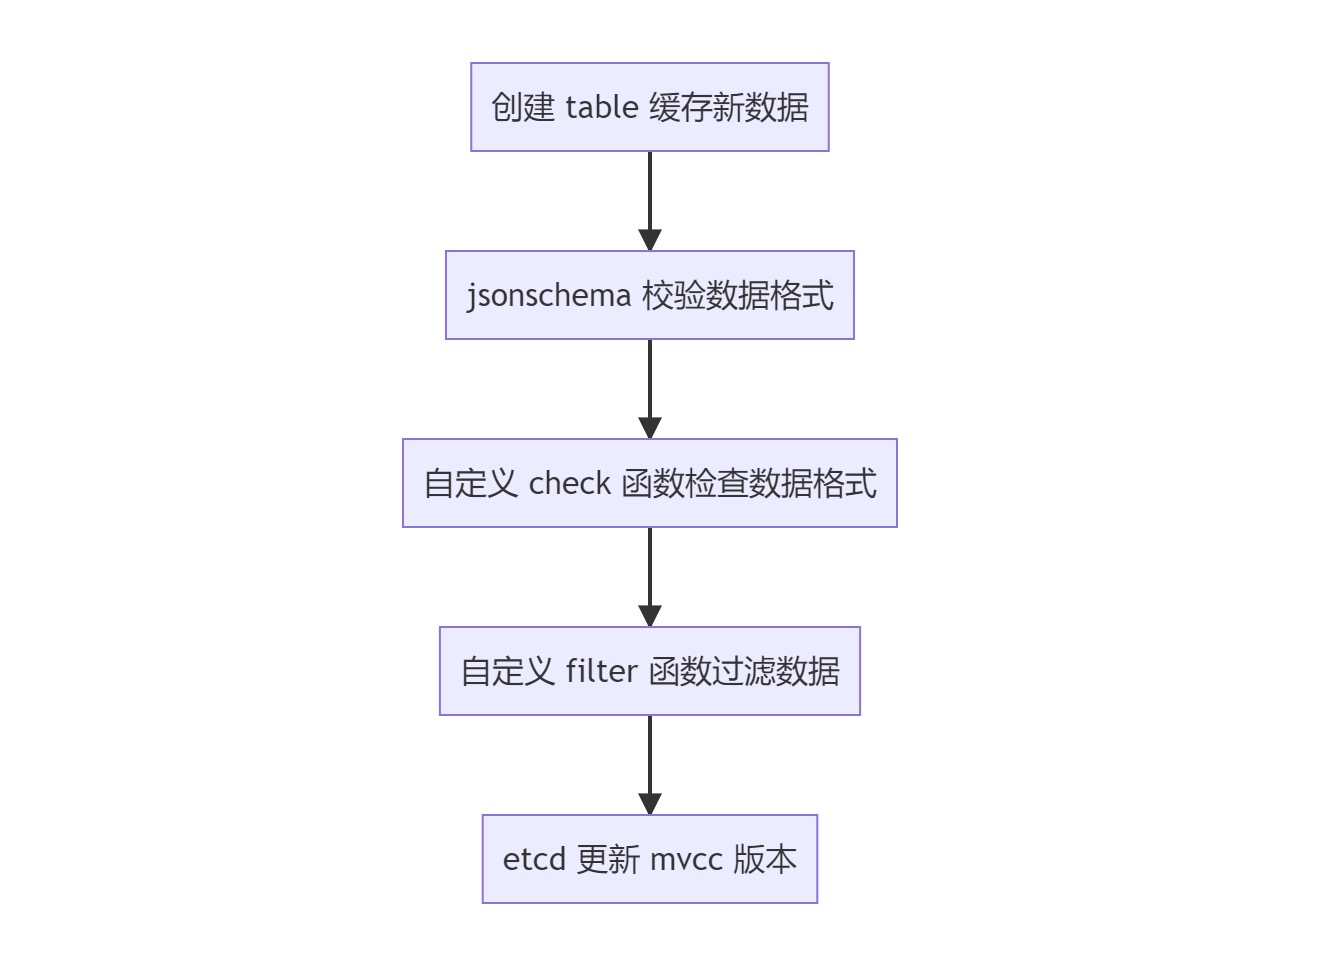 创建 table 缓存新数据
jsonschema 校验数据格式
自定义 check 函数检查数据格式
自定义 filter 函数过滤数据
etcd 更新 mvcc 版本